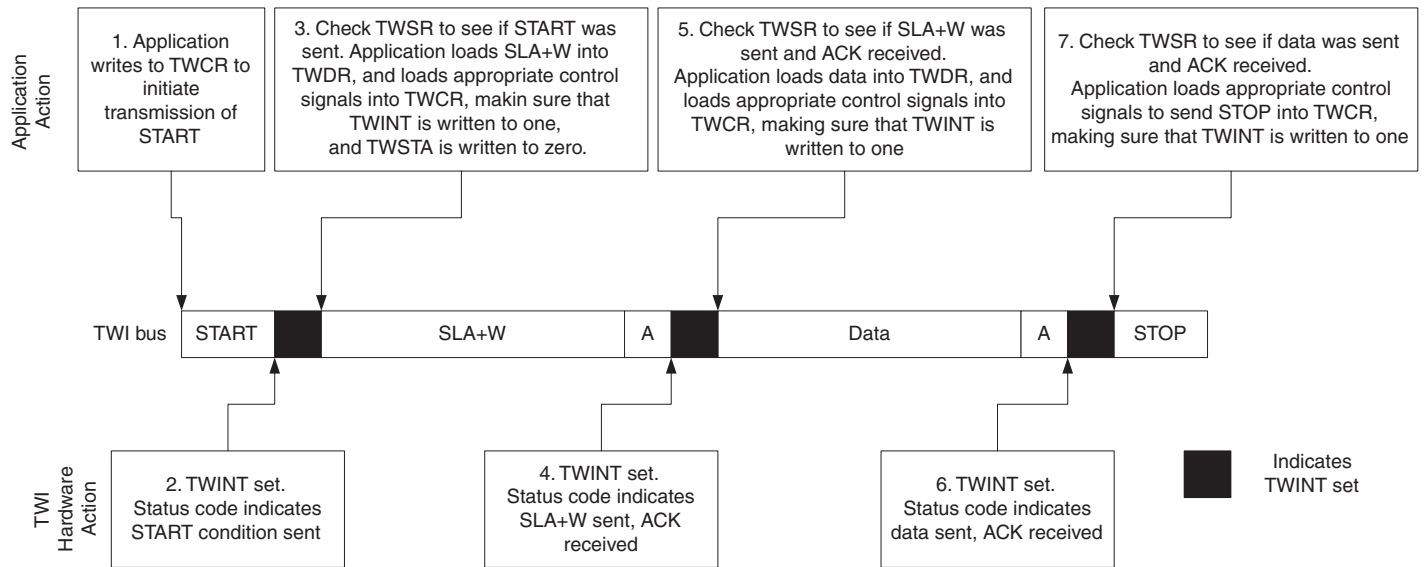 Application
Action
1. Application
writes to TWCR to
initiate
transmission of
START
3. Check TWSR to see if START was
sent. Application loads SLA+W into
TWDR, and loads appropriate control
signals into TWCR, makin sure that
TWINT is written to one,
and TWSTA is written to zero.
5. Check TWSR to see if SLA+W was
sent and ACK received.
Application loads data into TWDR, and
loads appropriate control signals into
TWCR, making sure that TWINT is
written to one
7. Check TWSR to see if data was sent
and ACK received.
Application loads appropriate control
signals to send STOP into TWCR,
making sure that TWINT is written to one
TWI bus
START
SLA+W
A
Data
A
STOP
TWI
Hardware
Action
2. TWINT set.
Status code indicates
START condition sent
4. TWINT set.
Status code indicates
SLA+W sent, ACK
received
6. TWINT set.
Status code indicates
data sent, ACK received
Indicates
TWINT set